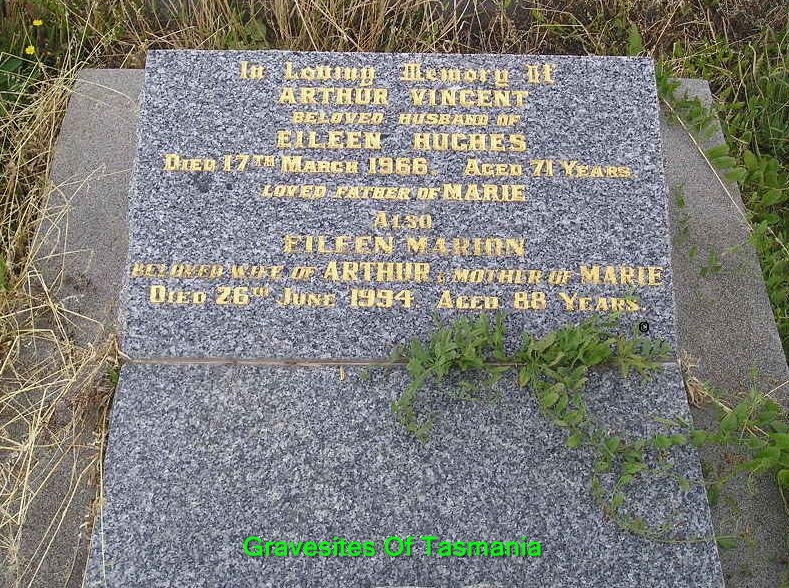 In Loving Memory Of
ARTHUR VINCENT
BELOVED HUSBAND OF
EILEEN HUGHES
DIED 17TH MARCH 1966. AGED 71 YEARS.
LOVED FATHER OF MARIE
ALSO
EILEEN MARION
BELOVED WIFE OF ARTHUR & MOTHER OF MARIE
DIED 26TH JUNE 1994 AGED 88 YEARS.
©
Gravesites Of Tasmania